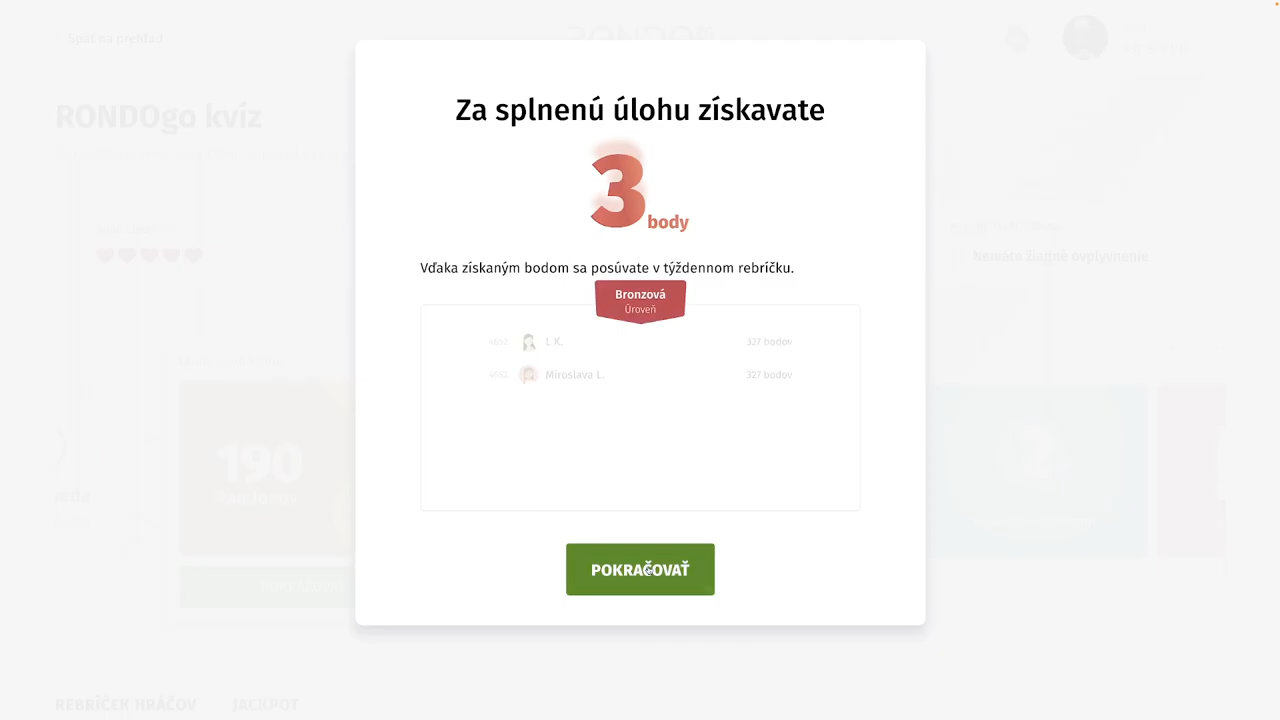 Späť na prehľad
RONDOgo kvíz
Za splnenú úlohu získavate
3 body
Vďaka získaným bodom sa posúvate v týždennom rebríčku.
Bronzová
Úroveň
L K. 327 bodov
Miroslava L. 327 bodov
Nemáte žiadne ovplyvnenie
190
2
POKRAČOVAŤ
REBRÍČEK HRÁČOV JACKPOT